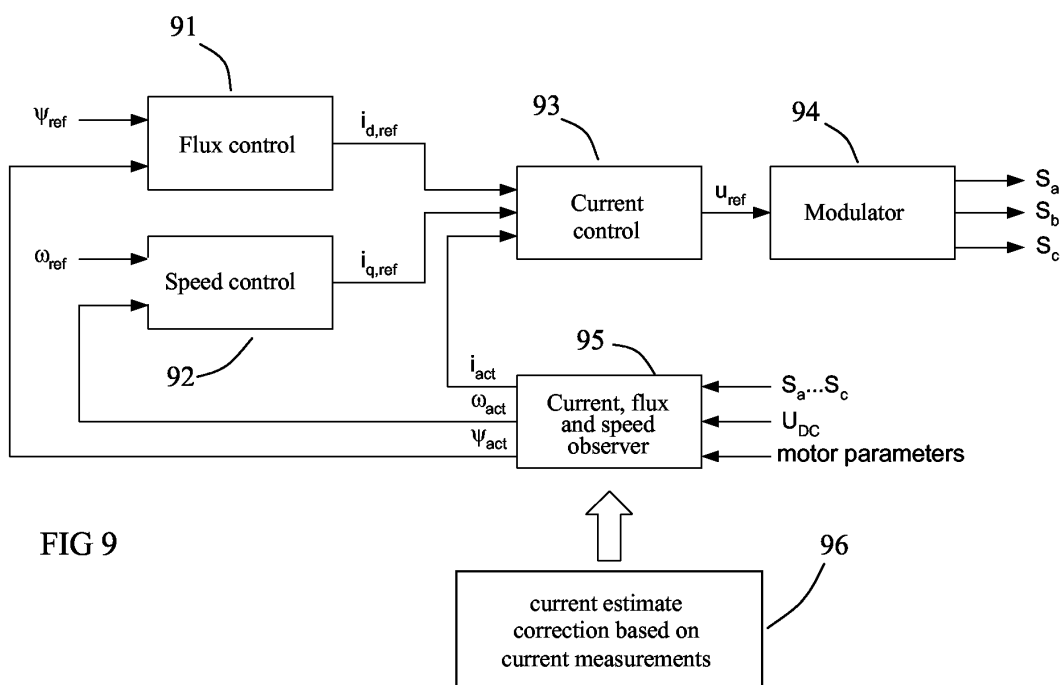 91
ψref
Flux control
id,ref
93
94
Current
control
uref
Modulator
Sa
Sb
Sc
ωref
Speed control
iq,ref
92
95
iact
ωact
ψact
Current, flux
and speed
observer
Sa...Sc
UDC
motor parameters
FIG 9
96
current estimate
correction based on
current measurements